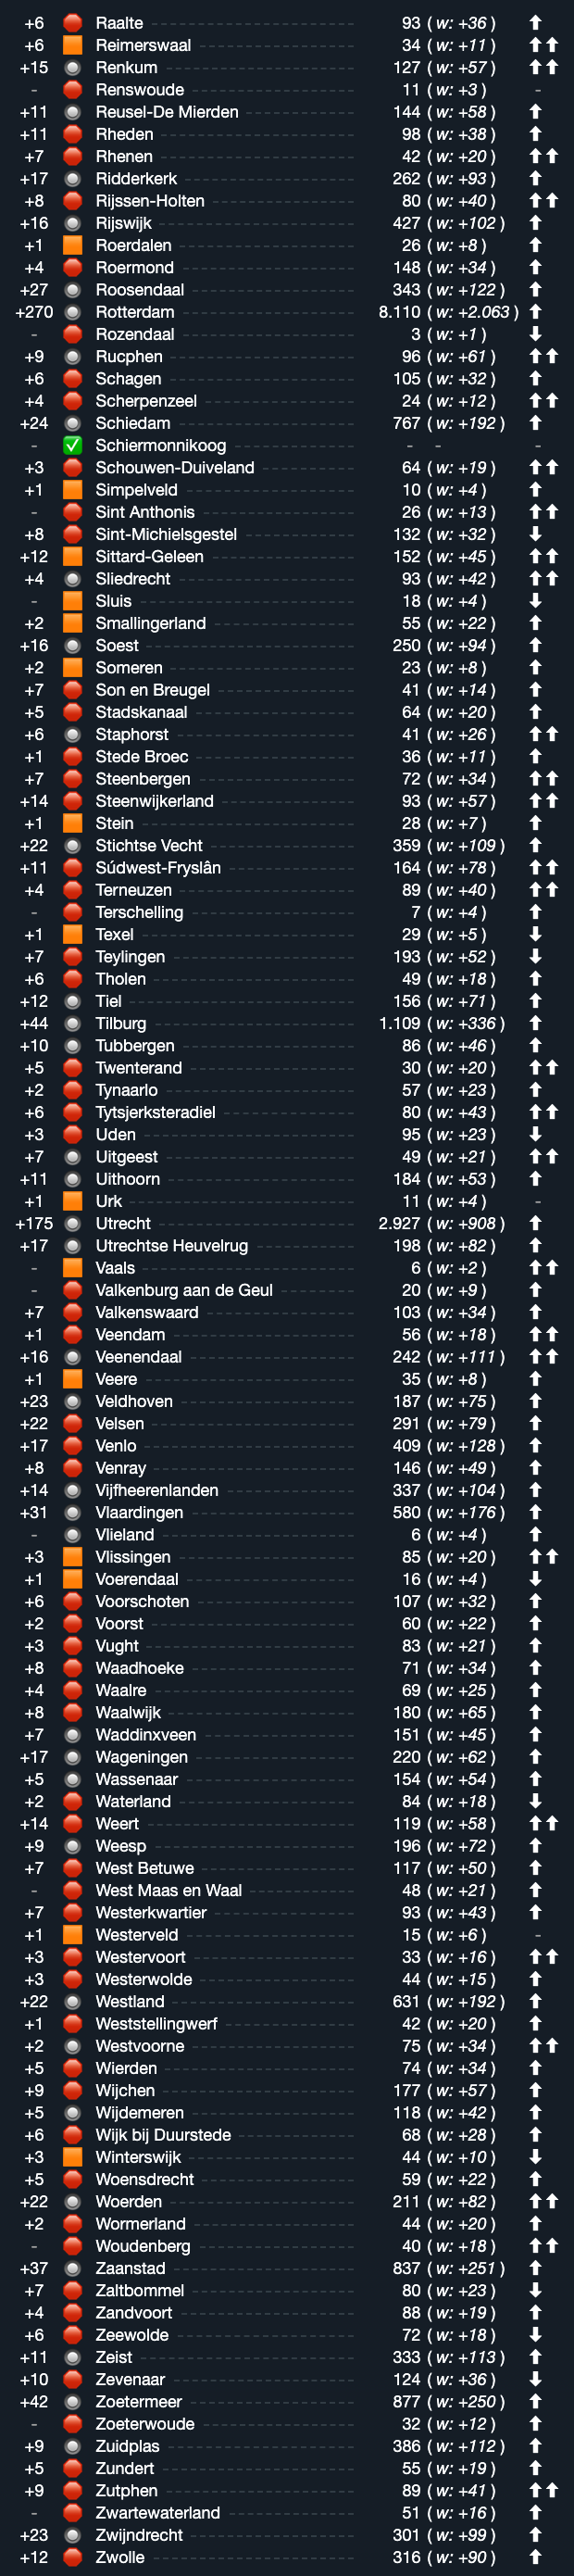 +6 Raalte 93 ( w: +36 )
+6 Reimerswaal 34 ( w: +11 )
+15 Renkum 127 ( w: +57 )
- Renswoude 11 ( w: +3 ) -
+11 Reusel-De Mierden 144 ( w: +58 )
+11 Rheden 98 ( w: +38 )
+7 Rhenen 42 ( w: +20 )
+17 Ridderkerk 262 ( w: +93 )
+8 Rijssen-Holten 80 ( w: +40 )
+16 Rijswijk 427 ( w: +102 )
+1 Roerdalen 26 ( w: +8 )
+4 Roermond 148 ( w: +34 )
+27 Roosendaal 343 ( w: +122 )
+270 Rotterdam 8.110 ( w: +2.063 )
- Rozendaal 3 ( w: +1 )
+9 Rucphen 96 ( w: +61 )
+6 Schagen 105 ( w: +32 )
+4 Scherpenzeel 24 ( w: +12 )
+24 Schiedam 767 ( w: +192 )
- Schiermonnikoog - - -
+3 Schouwen-Duiveland 64 ( w: +19 )
+1 Simpelveld 10 ( w: +4 )
- Sint Anthonis 26 ( w: +13 )
+8 Sint-Michielsgestel 132 ( w: +32 )
+12 Sittard-Geleen 152 ( w: +45 )
+4 Sliedrecht 93 ( w: +42 )
- Sluis 18 ( w: +4 )
+2 Smallingerland 55 ( w: +22 )
+16 Soest 250 ( w: +94 )
+2 Someren 23 ( w: +8 )
+7 Son en Breugel 41 ( w: +14 )
+5 Stadskanaal 64 ( w: +20 )
+6 Staphorst 41 ( w: +26 )
+1 Stede Broec 36 ( w: +11 )
+7 Steenbergen 72 ( w: +34 )
+14 Steenwijkerland 93 ( w: +57 )
+1 Stein 28 ( w: +7 )
+22 Stichtse Vecht 359 ( w: +109 )
+11 Súdwest-Fryslân 164 ( w: +78 )
+4 Terneuzen 89 ( w: +40 )
- Terschelling 7 ( w: +4 )
+1 Texel 29 ( w: +5 )
+7 Teylingen 193 ( w: +52 )
+6 Tholen 49 ( w: +18 )
+12 Tiel 156 ( w: +71 )
+44 Tilburg 1.109 ( w: +336 )
+10 Tubbergen 86 ( w: +46 )
+5 Twenterand 30 ( w: +20 )
+2 Tynaarlo 57 ( w: +23 )
+6 Tytsjerksteradiel 80 ( w: +43 )
+3 Uden 95 ( w: +23 )
+7 Uitgeest 49 ( w: +21 )
+11 Uithoorn 184 ( w: +53 )
+1 Urk 11 ( w: +4 ) -
+175 Utrecht 2.927 ( w: +908 )
+17 Utrechtse Heuvelrug 198 ( w: +82 )
- Vaals 6 ( w: +2 )
- Valkenburg aan de Geul 20 ( w: +9 )
+7 Valkenswaard 103 ( w: +34 )
+1 Veendam 56 ( w: +18 )
+16 Veenendaal 242 ( w: +111 )
+1 Veere 35 ( w: +8 )
+23 Veldhoven 187 ( w: +75 )
+22 Velsen 291 ( w: +79 )
+17 Venlo 409 ( w: +128 )
+8 Venray 146 ( w: +49 )
+14 Vijfheerenlanden 337 ( w: +104 )
+31 Vlaardingen 580 ( w: +176 )
- Vlieland 6 ( w: +4 )
+3 Vlissingen 85 ( w: +20 )
+1 Voerendaal 16 ( w: +4 )
+6 Voorschoten 107 ( w: +32 )
+2 Voorst 60 ( w: +22 )
+3 Vught 83 ( w: +21 )
+8 Waadhoeke 71 ( w: +34 )
+4 Waalre 69 ( w: +25 )
+8 Waalwijk 180 ( w: +65 )
+7 Waddinxveen 151 ( w: +45 )
+17 Wageningen 220 ( w: +62 )
+5 Wassenaar 154 ( w: +54 )
+2 Waterland 84 ( w: +18 )
+14 Weert 119 ( w: +58 )
+9 Weesp 196 ( w: +72 )
+7 West Betuwe 117 ( w: +50 )
- West Maas en Waal 48 ( w: +21 )
+7 Westerkwartier 93 ( w: +43 )
+1 Westerveld 15 ( w: +6 ) -
+3 Westervoort 33 ( w: +16 )
+3 Westerwolde 44 ( w: +15 )
+22 Westland 631 ( w: +192 )
+1 Weststellingwerf 42 ( w: +20 )
+2 Westvoorne 75 ( w: +34 )
+5 Wierden 74 ( w: +34 )
+9 Wijchen 177 ( w: +57 )
+5 Wijdemeren 118 ( w: +42 )
+6 Wijk bij Duurstede 68 ( w: +28 )
+3 Winterswijk 44 ( w: +10 )
+5 Woensdrecht 59 ( w: +22 )
+22 Woerden 211 ( w: +82 )
+2 Wormerland 44 ( w: +20 )
- Woudenberg 40 ( w: +18 )
+37 Zaanstad 837 ( w: +251 )
+7 Zaltbommel 80 ( w: +23 )
+4 Zandvoort 88 ( w: +19 )
+6 Zeewolde 72 ( w: +18 )
+11 Zeist 333 ( w: +113 )
+10 Zevenaar 124 ( w: +36 )
+42 Zoetermeer 877 ( w: +250 )
- Zoeterwoude 32 ( w: +12 )
+9 Zuidplas 386 ( w: +112 )
+5 Zundert 55 ( w: +19 )
+9 Zutphen 89 ( w: +41 )
- Zwartewaterland 51 ( w: +16 )
+23 Zwijndrecht 301 ( w: +99 )
+12 Zwolle 316 ( w: +90 )